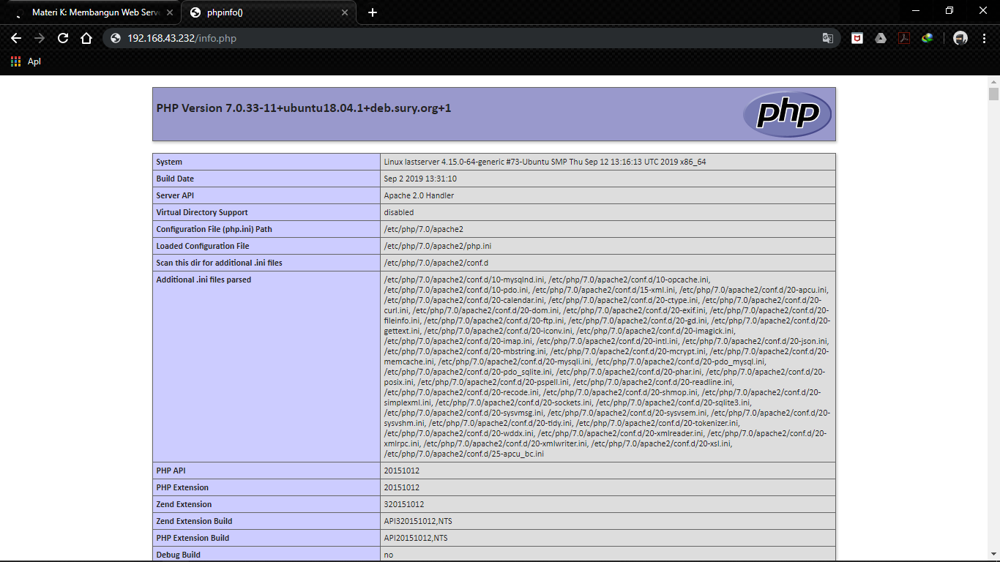 Materi K: Membangun Web Serve
phpinfo()
192.168.43.232/info.php
Apl
PHP Version 7.0.33-11+ubuntu18.04.1+deb.sury.org+1
php
System Linux lastserver 4.15.0-64-generic #73-Ubuntu SMP Thu Sep 12 13:16:13 UTC 2019 x86_64
Build Date Sep 2 2019 13:31:10
Server API Apache 2.0 Handler
Virtual Directory Support disabled
Configuration File (php.ini) Path /etc/php/7.0/apache2
Loaded Configuration File /etc/php/7.0/apache2/php.ini
Scan this dir for additional .ini files /etc/php/7.0/apache2/conf.d
Additional .ini files parsed /etc/php/7.0/apache2/conf.d/10-mysqlnd.ini, /etc/php/7.0/apache2/conf.d/10-opcache.ini,
/etc/php/7.0/apache2/conf.d/10-pdo.ini, /etc/php/7.0/apache2/conf.d/15-xml.ini, /etc/php/7.0/apache2/conf.d/20-apcu.ini,
/etc/php/7.0/apache2/conf.d/20-calendar.ini, /etc/php/7.0/apache2/conf.d/20-ctype.ini, /etc/php/7.0/apache2/conf.d/20-
curl.ini, /etc/php/7.0/apache2/conf.d/20-dom.ini, /etc/php/7.0/apache2/conf.d/20-exif.ini, /etc/php/7.0/apache2/conf.d/20-
fileinfo.ini, /etc/php/7.0/apache2/conf.d/20-ftp.ini, /etc/php/7.0/apache2/conf.d/20-gd.ini, /etc/php/7.0/apache2/conf.d/20-
gettext.ini, /etc/php/7.0/apache2/conf.d/20-iconv.ini, /etc/php/7.0/apache2/conf.d/20-imagick.ini,
/etc/php/7.0/apache2/conf.d/20-imap.ini, /etc/php/7.0/apache2/conf.d/20-intl.ini, /etc/php/7.0/apache2/conf.d/20-json.ini,
/etc/php/7.0/apache2/conf.d/20-mbstring.ini, /etc/php/7.0/apache2/conf.d/20-mcrypt.ini, /etc/php/7.0/apache2/conf.d/20-
memcache.ini, /etc/php/7.0/apache2/conf.d/20-mysqli.ini, /etc/php/7.0/apache2/conf.d/20-pdo_mysql.ini,
/etc/php/7.0/apache2/conf.d/20-pdo_sqlite.ini, /etc/php/7.0/apache2/conf.d/20-phar.ini, /etc/php/7.0/apache2/conf.d/20-
posix.ini, /etc/php/7.0/apache2/conf.d/20-pspell.ini, /etc/php/7.0/apache2/conf.d/20-readline.ini,
/etc/php/7.0/apache2/conf.d/20-recode.ini, /etc/php/7.0/apache2/conf.d/20-shmop.ini, /etc/php/7.0/apache2/conf.d/20-
simplexml.ini, /etc/php/7.0/apache2/conf.d/20-sockets.ini, /etc/php/7.0/apache2/conf.d/20-sqlite3.ini,
/etc/php/7.0/apache2/conf.d/20-sysvmsg.ini, /etc/php/7.0/apache2/conf.d/20-sysvsem.ini, /etc/php/7.0/apache2/conf.d/20-
sysvshm.ini, /etc/php/7.0/apache2/conf.d/20-tidy.ini, /etc/php/7.0/apache2/conf.d/20-tokenizer.ini,
/etc/php/7.0/apache2/conf.d/20-wddx.ini, /etc/php/7.0/apache2/conf.d/20-xmlreader.ini, /etc/php/7.0/apache2/conf.d/20-
xmlrpc.ini, /etc/php/7.0/apache2/conf.d/20-xmlwriter.ini, /etc/php/7.0/apache2/conf.d/20-xsl.ini,
/etc/php/7.0/apache2/conf.d/25-apcu_bc.ini
PHP API 20151012
PHP Extension 20151012
Zend Extension 320151012
Zend Extension Build API320151012,NTS
PHP Extension Build API20151012,NTS
Debug Build no